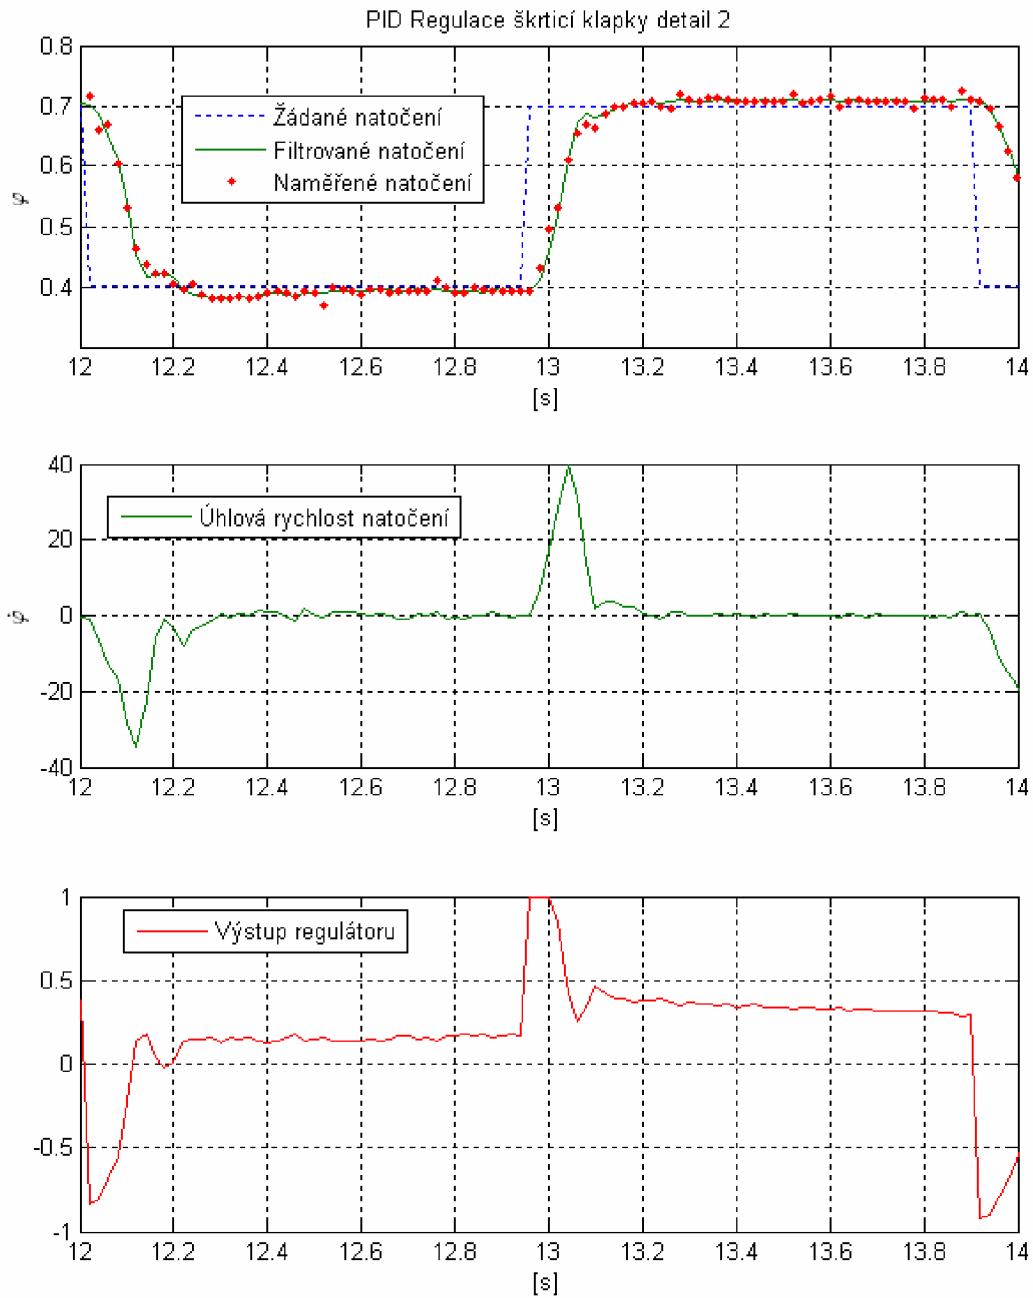 PID Regulace škrticí klapky detail 2
0.8
0.7
0.6
0.5
0.4
φ
Žádané natočení
Filtrované natočení
Naměřené natočení
12 12.2 12.4 12.6 12.8 13 13.2 13.4 13.6 13.8 14
[s]
40
20
0
-20
-40
φ̇
Úhlová rychlost natočení
12 12.2 12.4 12.6 12.8 13 13.2 13.4 13.6 13.8 14
[s]
1
0.5
0
-0.5
-1
Výstup regulátoru
12 12.2 12.4 12.6 12.8 13 13.2 13.4 13.6 13.8 14
[s]